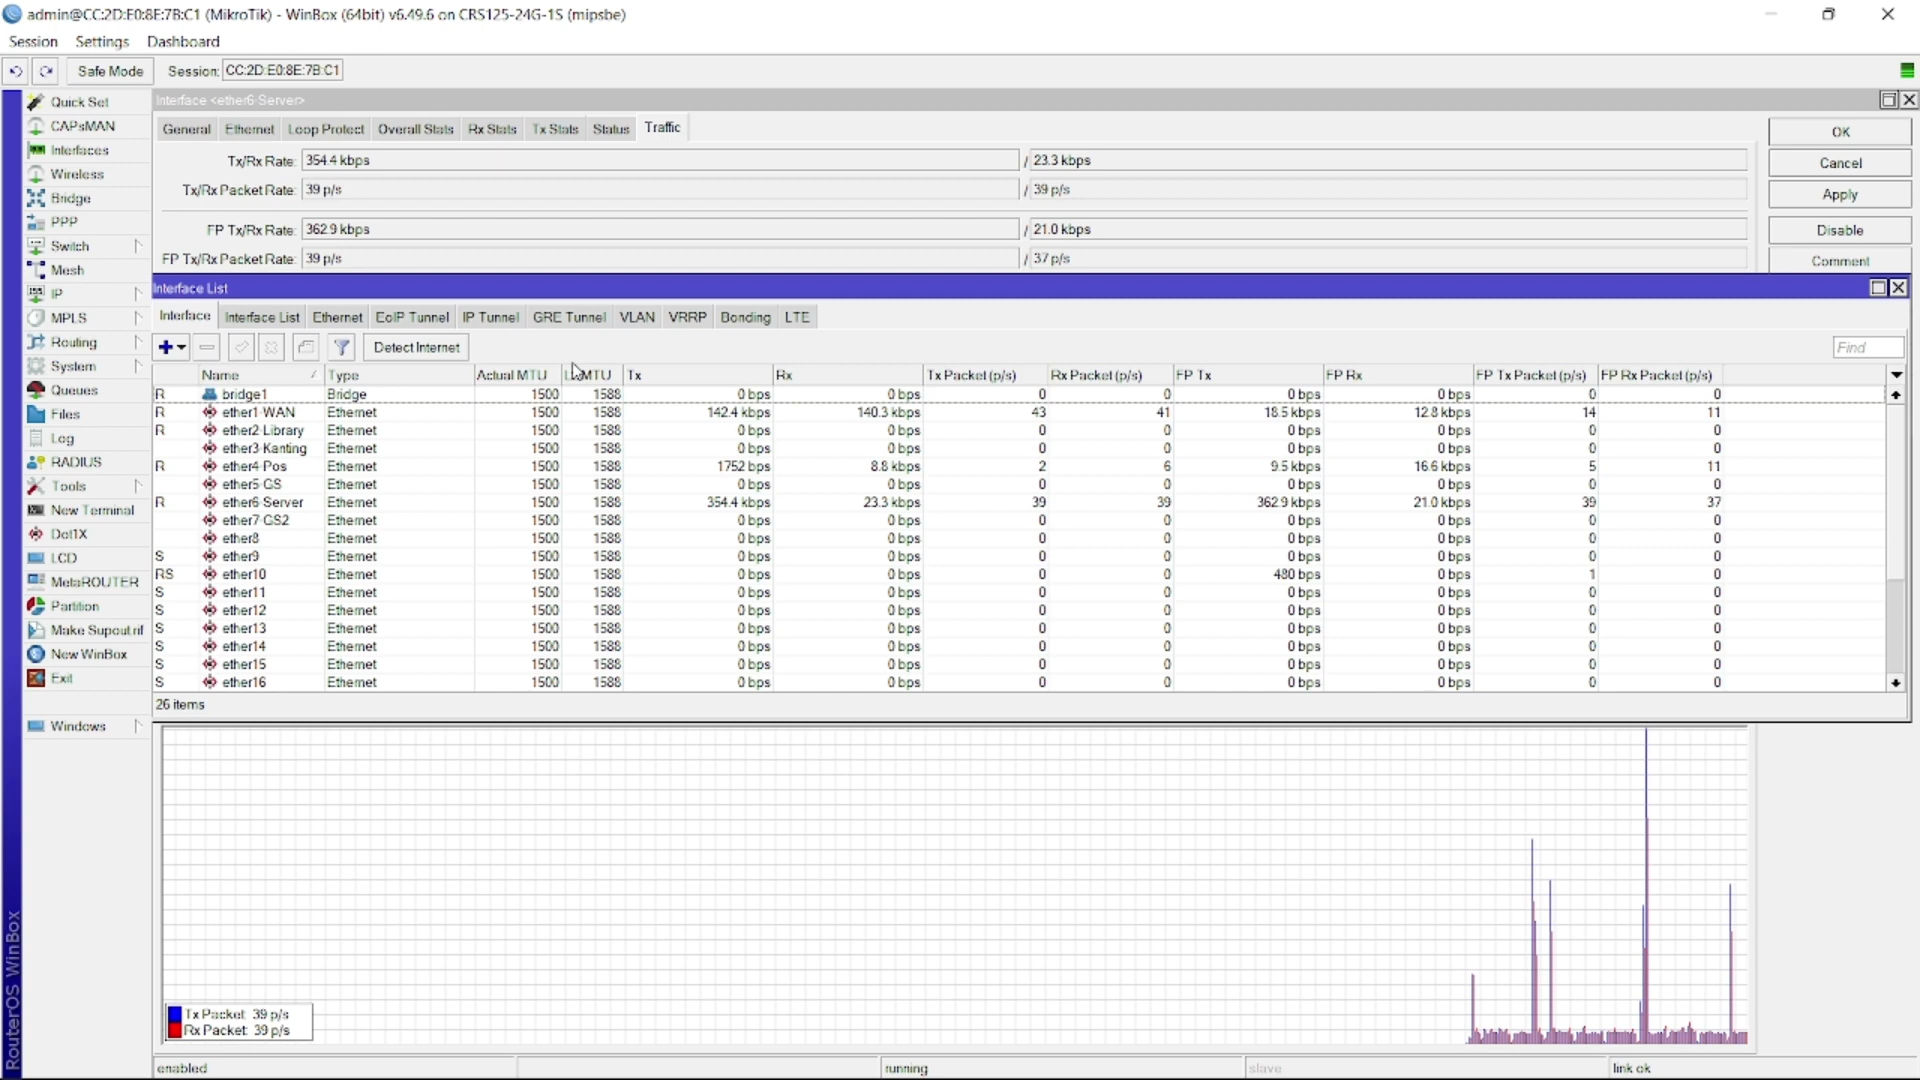 admin@CC:2D:E0:8E:7B:C1 (MikroTik) - WinBox (64bit) v6.49.6 on CRS125-24G-1S (mipsbe)
Session Settings Dashboard
Safe Mode Session: CC:2D:E0:8E:7B:C1
Quick Set
CAPsMAN
Interfaces
Wireless
Bridge
PPP
Switch
Mesh
IP
MPLS
Routing
System
Queues
Files
Log
RADIUS
Tools
New Terminal
Dot1X
LCD
MetaROUTER
Partition
Make Supout.rif
New WinBox
Exit
Windows
RouterOS WinBox
Interface <ether6-Server>
General Ethernet Loop Protect Overall Stats Rx Stats Tx Stats Status Traffic
Tx/Rx Rate: 354.4 kbps / 23.3 kbps
Tx/Rx Packet Rate: 39 p/s / 39 p/s
FP Tx/Rx Rate: 362.9 kbps / 21.0 kbps
FP Tx/Rx Packet Rate: 39 p/s / 37 p/s
OK
Cancel
Apply
Disable
Comment
Interface List
Interface Interface List Ethernet EoIP Tunnel IP Tunnel GRE Tunnel VLAN VRRP Bonding LTE
Detect Internet Find
Name Type Actual MTU MTU Tx Rx Tx Packet (p/s) Rx Packet (p/s) FP Tx FP Rx FP Tx Packet (p/s) FP Rx Packet (p/s)
R bridge1 Bridge 1500 1588 0 bps 0 bps 0 0 0 bps 0 bps 0 0
R ether1-WAN Ethernet 1500 1588 142.4 kbps 140.3 kbps 43 41 18.5 kbps 12.8 kbps 14 11
R ether2-Library Ethernet 1500 1588 0 bps 0 bps 0 0 0 bps 0 bps 0 0
ether3-Kanting Ethernet 1500 1588 0 bps 0 bps 0 0 0 bps 0 bps 0 0
R ether4-Pos Ethernet 1500 1588 1752 bps 8.8 kbps 2 6 9.5 kbps 16.6 kbps 5 11
ether5-GS Ethernet 1500 1588 0 bps 0 bps 0 0 0 bps 0 bps 0 0
R ether6-Server Ethernet 1500 1588 354.4 kbps 23.3 kbps 39 39 362.9 kbps 21.0 kbps 39 37
ether7-GS2 Ethernet 1500 1588 0 bps 0 bps 0 0 0 bps 0 bps 0 0
ether8 Ethernet 1500 1588 0 bps 0 bps 0 0 0 bps 0 bps 0 0
S ether9 Ethernet 1500 1588 0 bps 0 bps 0 0 0 bps 0 bps 0 0
RS ether10 Ethernet 1500 1588 0 bps 0 bps 0 0 480 bps 0 bps 1 0
S ether11 Ethernet 1500 1588 0 bps 0 bps 0 0 0 bps 0 bps 0 0
S ether12 Ethernet 1500 1588 0 bps 0 bps 0 0 0 bps 0 bps 0 0
S ether13 Ethernet 1500 1588 0 bps 0 bps 0 0 0 bps 0 bps 0 0
S ether14 Ethernet 1500 1588 0 bps 0 bps 0 0 0 bps 0 bps 0 0
S ether15 Ethernet 1500 1588 0 bps 0 bps 0 0 0 bps 0 bps 0 0
S ether16 Ethernet 1500 1588 0 bps 0 bps 0 0 0 bps 0 bps 0 0
26 items
Tx Packet: 39 p/s
Rx Packet: 39 p/s
enabled running slave link ok